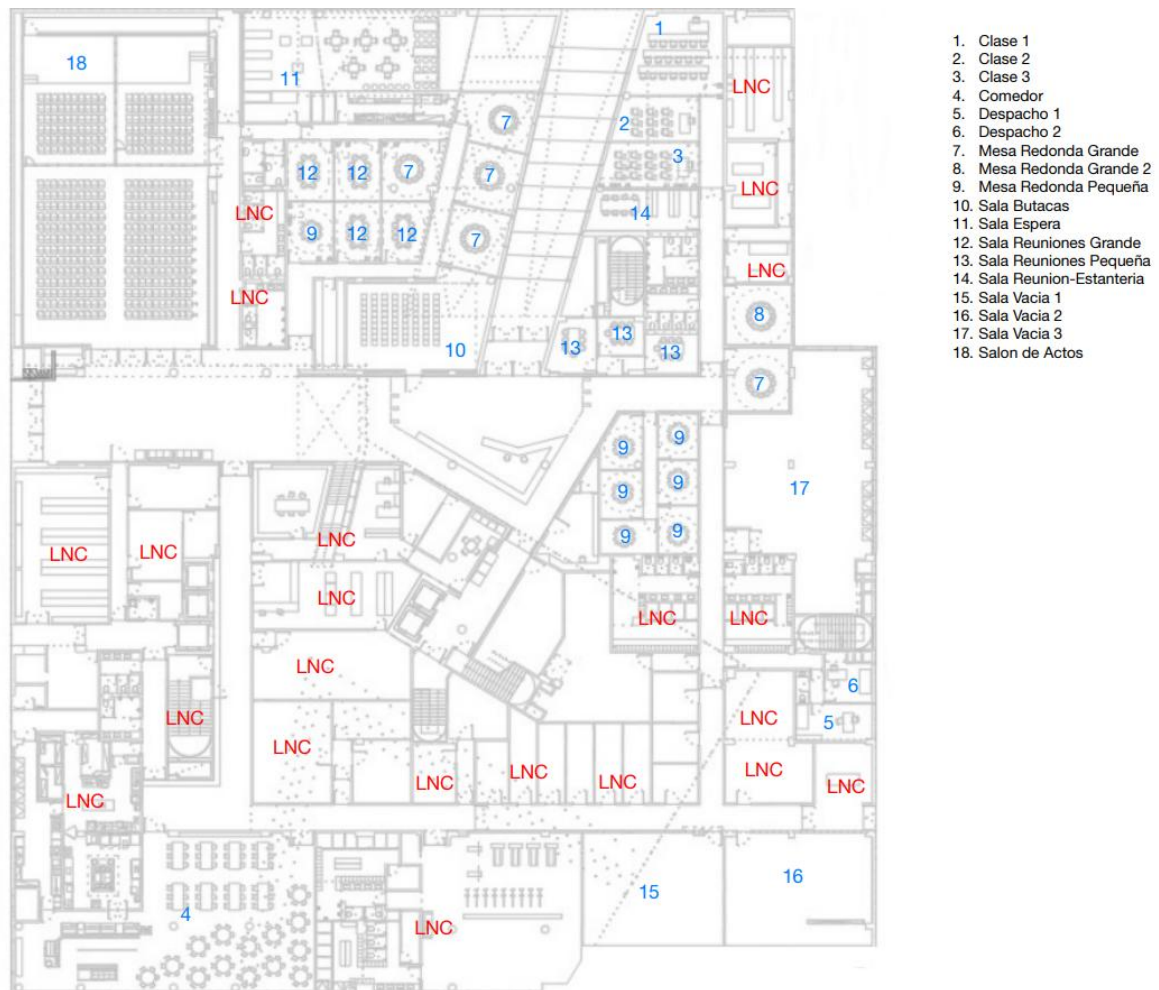 1
18
11
LNC
7
2
3
12
12
7
7
LNC
LNC
14
9
12
12
7
LNC
LNC
8
13
13
13
10
7
9
9
9
9
17
9
9
LNC
LNC
LNC
LNC
LNC
LNC
LNC
6
LNC
LNC
5
LNC
LNC
LNC
LNC
LNC
LNC
LNC
16
15
4
LNC
1. Clase 1
2. Clase 2
3. Clase 3
4. Comedor
5. Despacho 1
6. Despacho 2
7. Mesa Redonda Grande
8. Mesa Redonda Grande 2
9. Mesa Redonda Pequeña
10. Sala Butacas
11. Sala Espera
12. Sala Reuniones Grande
13. Sala Reuniones Pequeña
14. Sala Reunion-Estanteria
15. Sala Vacia 1
16. Sala Vacia 2
17. Sala Vacia 3
18. Salon de Actos